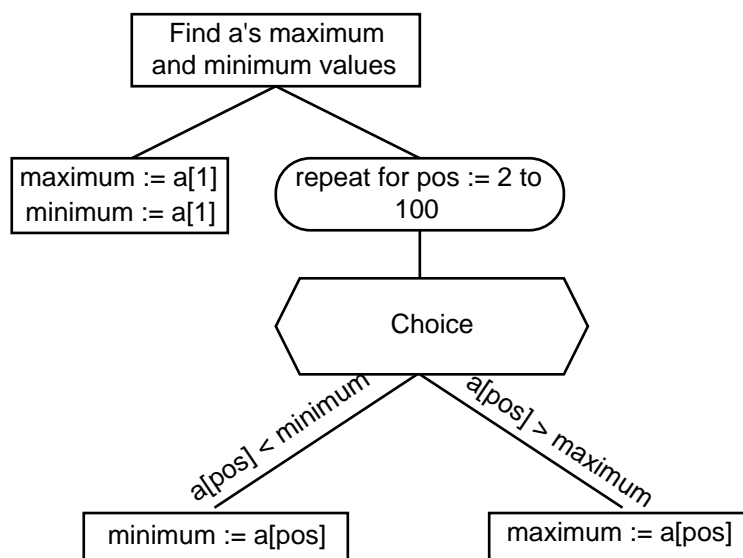 Find a's maximum
and minimum values
maximum := a[1]
minimum := a[1]
repeat for pos := 2 to
100
Choice
a[pos] < minimum
a[pos] > maximum
minimum := a[pos]
maximum := a[pos]